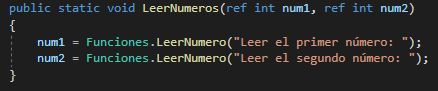 public static void LeerNumeros(ref int num1, ref int num2)
{
num1 = Funciones.LeerNumero("Leer el primer número: ");
num2 = Funciones.LeerNumero("Leer el segundo número: ");
}